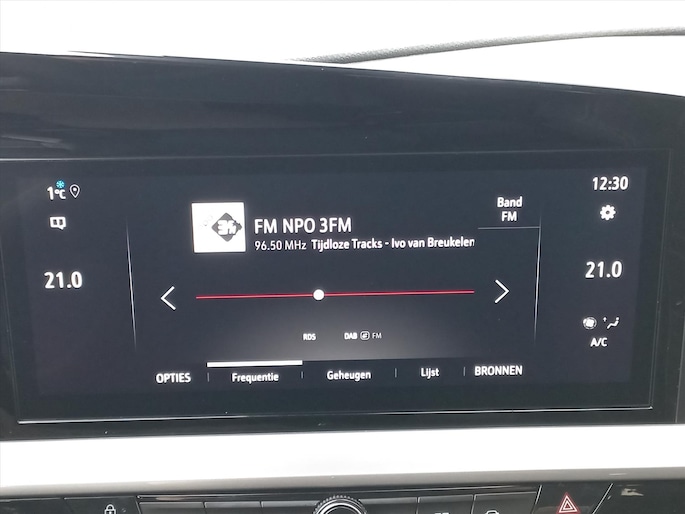 1°C
12:30
Band
FM
3FM
FM NPO 3FM
96.50 MHz Tijdloze Tracks - Ivo van Breukelen
21.0
21.0
RDS DAB FM
A/C
OPTIES Frequentie Geheugen Lijst BRONNEN